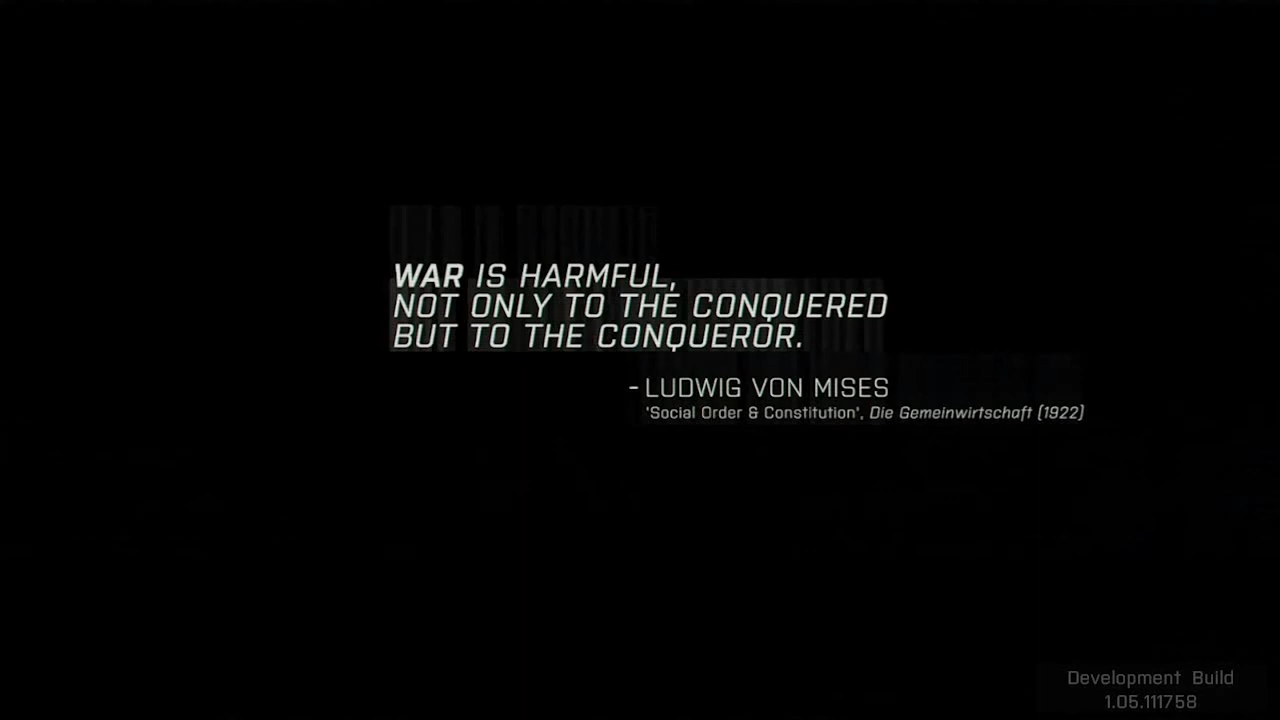 WAR IS HARMFUL,
NOT ONLY TO THE CONQUERED
BUT TO THE CONQUEROR.
- LUDWIG VON MISES
'Social Order & Constitution', Die Gemeinwirtschaft (1922)
Development Build
1.05.111758